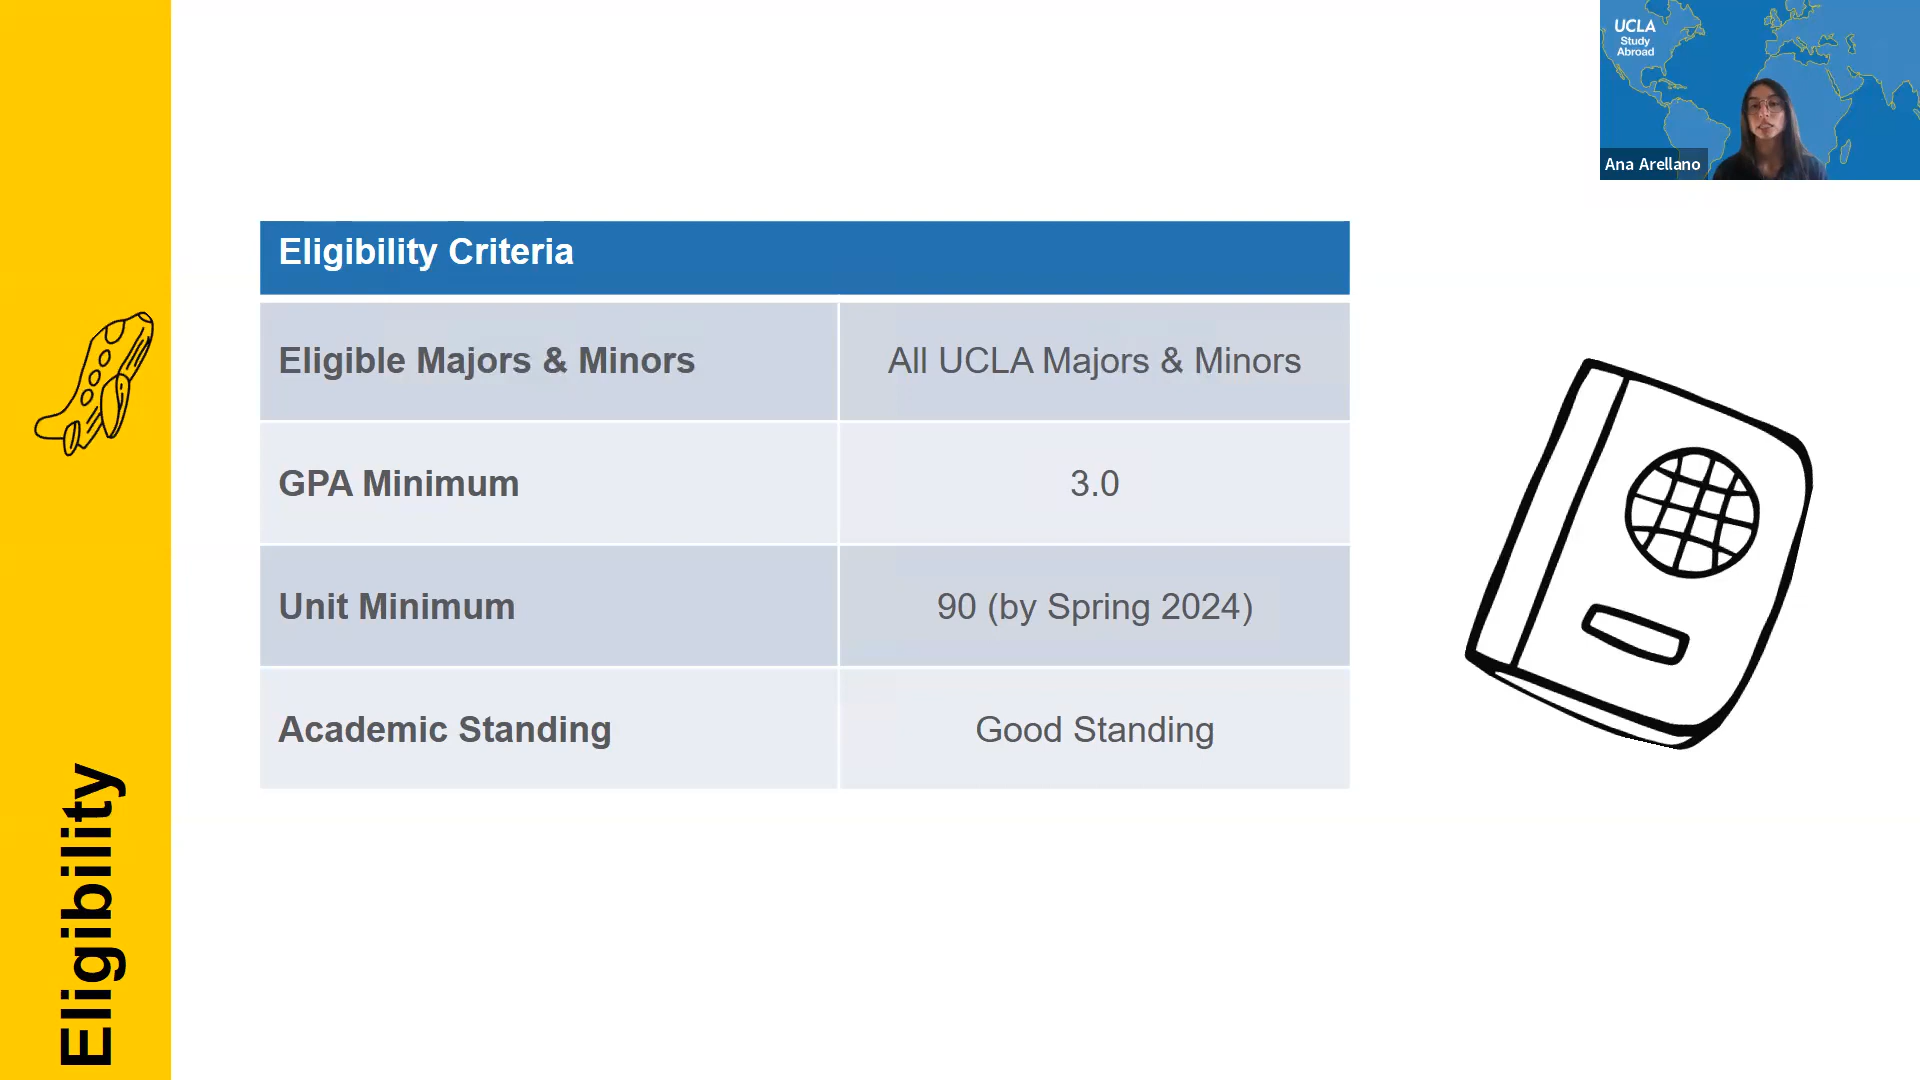 UCLA
Study
Abroad
Ana Arellano
Eligibility Criteria
Eligible Majors & Minors All UCLA Majors & Minors
GPA Minimum 3.0
Unit Minimum 90 (by Spring 2024)
Academic Standing Good Standing
Eligibility